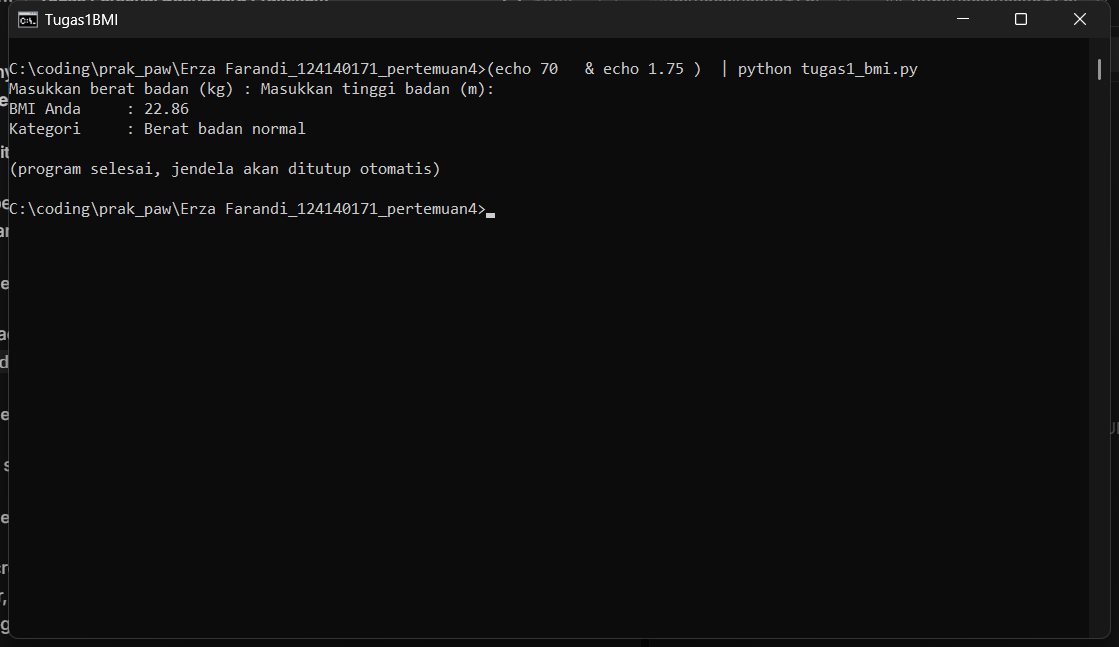 Tugas1BMI
C:\coding\prak_paw\Erza Farandi_124140171_pertemuan4>(echo 70   & echo 1.75 )  | python tugas1_bmi.py
Masukkan berat badan (kg) : Masukkan tinggi badan (m):
BMI Anda     : 22.86
Kategori     : Berat badan normal
(program selesai, jendela akan ditutup otomatis)
C:\coding\prak_paw\Erza Farandi_124140171_pertemuan4>